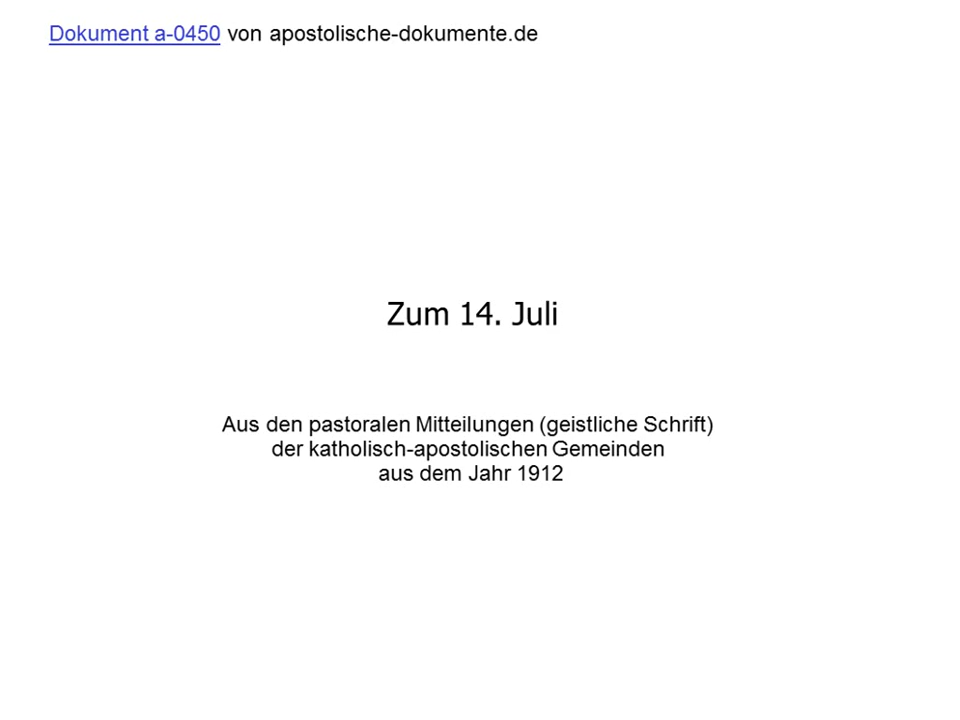 Dokument a-0450 von apostolische-dokumente.de
Zum 14. Juli
Aus den pastoralen Mitteilungen (geistliche Schrift)
der katholisch-apostolischen Gemeinden
aus dem Jahr 1912